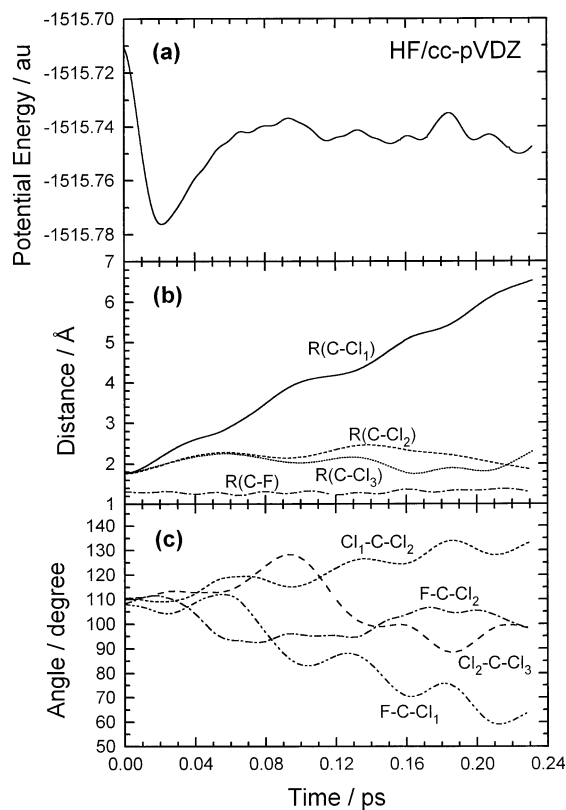 (a)
HF/cc-pVDZ
Potential Energy / au
-1515.70
-1515.72
-1515.74
-1515.76
-1515.78
(b)
Distance / Å
7
6
5
4
3
2
1
R(C-Cl₁)
R(C-Cl₂)
R(C-F)
R(C-Cl₃)
(c)
Angle / degree
140
130
120
110
100
90
80
70
60
50
Cl₁-C-Cl₂
F-C-Cl₂
Cl₂-C-Cl₃
F-C-Cl₁
0.00 0.04 0.08 0.12 0.16 0.20 0.24
Time / ps